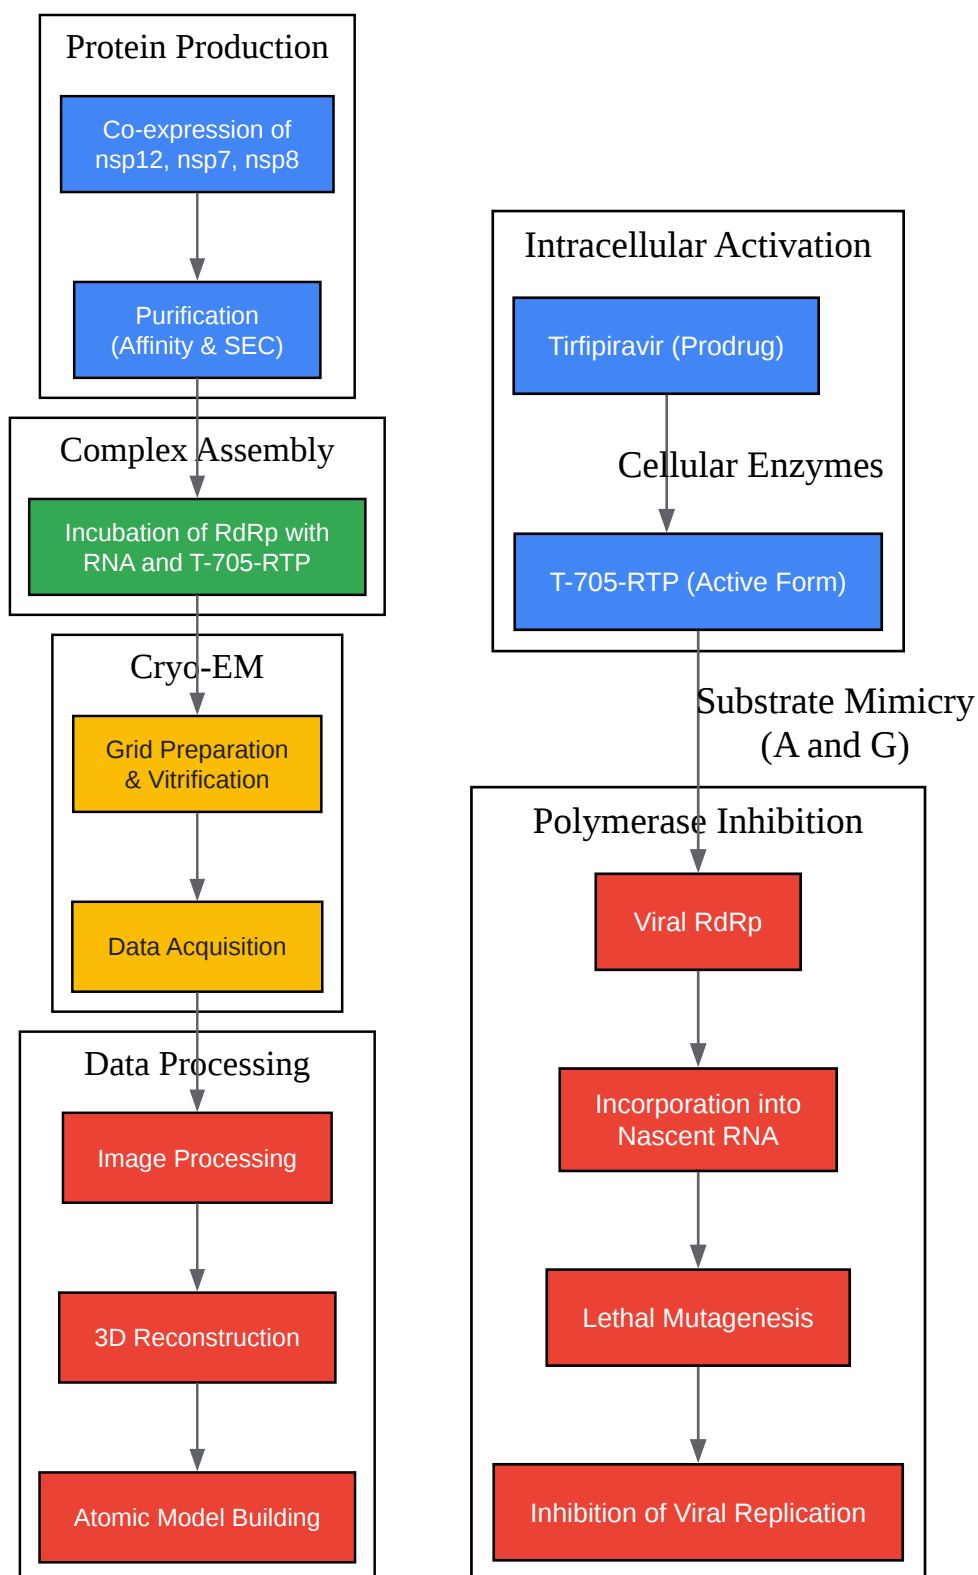 Protein Production
Co-expression of
nsp12, nsp7, nsp8
Purification
(Affinity & SEC)
Complex Assembly
Incubation of RdRp with
RNA and T-705-RTP
Cryo-EM
Grid Preparation
& Vitrification
Data Acquisition
Data Processing
Image Processing
3D Reconstruction
Atomic Model Building
Intracellular Activation
Tirfipiravir (Prodrug)
Cellular Enzymes
T-705-RTP (Active Form)
Substrate Mimicry
(A and G)
Polymerase Inhibition
Viral RdRp
Incorporation into
Nascent RNA
Lethal Mutagenesis
Inhibition of Viral Replication